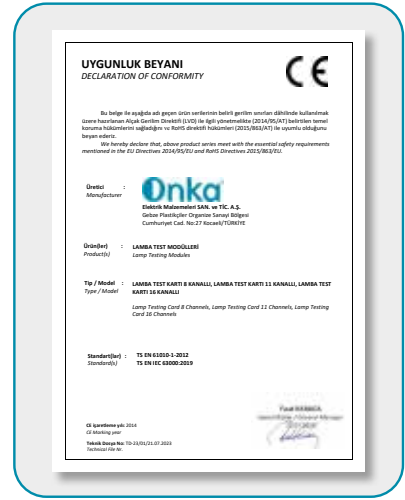 UYGUNLUK BEYANI
DECLARATION OF CONFORMITY
CE
Bu belge ile aşağıda adı geçen ürün serilerinin belirli gerilim sınırları dâhilinde kullanılmak
üzere hazırlanan Alçak Gerilim Direktifi (LVD) ile ilgili yönetmelikte (2014/95/AT) belirtilen temel
koruma hükümlerini sağladığını ve RoHS direktifi hükümleri (2015/863/AT) ile uyumlu olduğunu
beyan ederiz.
We hereby declare that, above product series meet with the essential safety requirements
mentioned in the EU Directives 2014/95/EU and RoHS Directives 2015/863/EU.
Üretici :
Manufacturer
Onka
Elektrik Malzemeleri SAN. ve TİC. A.Ş.
Gebze Plastikçiler Organize Sanayi Bölgesi
Cumhuriyet Cad. No:27 Kocaeli/TÜRKİYE
Ürün(ler) : LAMBA TEST MODÜLLERİ
Product(s) Lamp Testing Modules
Tip / Model : LAMBA TEST KARTI 8 KANALLI, LAMBA TEST KARTI 11 KANALLI, LAMBA TEST
Type / Model KARTI 16 KANALLI
Lamp Testing Card 8 Channels, Lamp Testing Card 11 Channels, Lamp Testing
Card 16 Channels
Standart(lar) : TS EN 61010-1-2012
Standard(s) TS EN IEC 63000:2019
CE işaretleme yılı: 2014
CE Marking year
Teknik Dosya No: TD-23/01/21.07.2023
Technical File Nr.